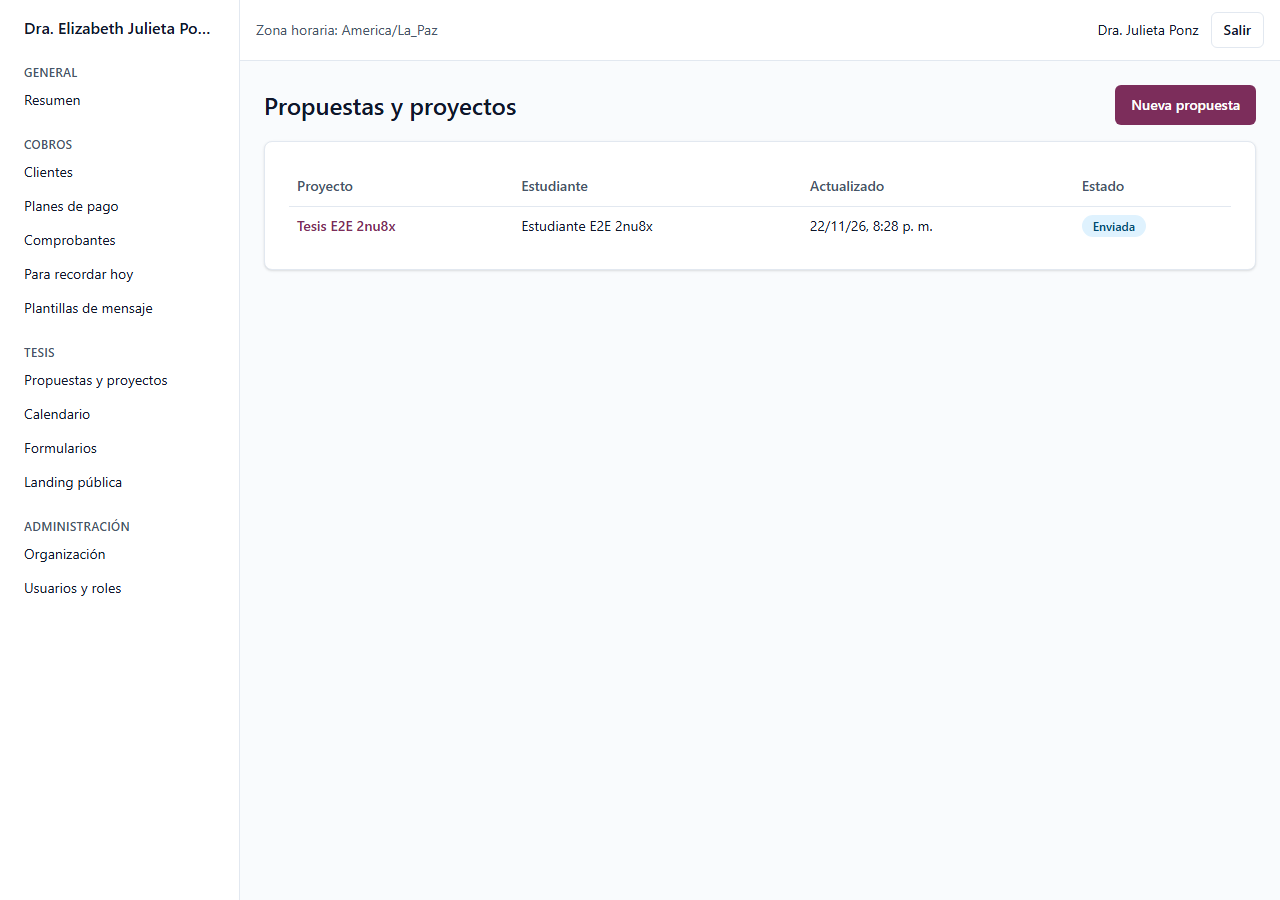 Dra. Elizabeth Julieta Po...
Zona horaria: America/La_Paz
Dra. Julieta Ponz
Salir
GENERAL
Resumen
COBROS
Clientes
Planes de pago
Comprobantes
Para recordar hoy
Plantillas de mensaje
TESIS
Propuestas y proyectos
Calendario
Formularios
Landing pública
ADMINISTRACIÓN
Organización
Usuarios y roles
Propuestas y proyectos
Nueva propuesta
Proyecto Estudiante Actualizado Estado
Tesis E2E 2nu8x Estudiante E2E 2nu8x 22/11/26, 8:28 p. m. Enviada